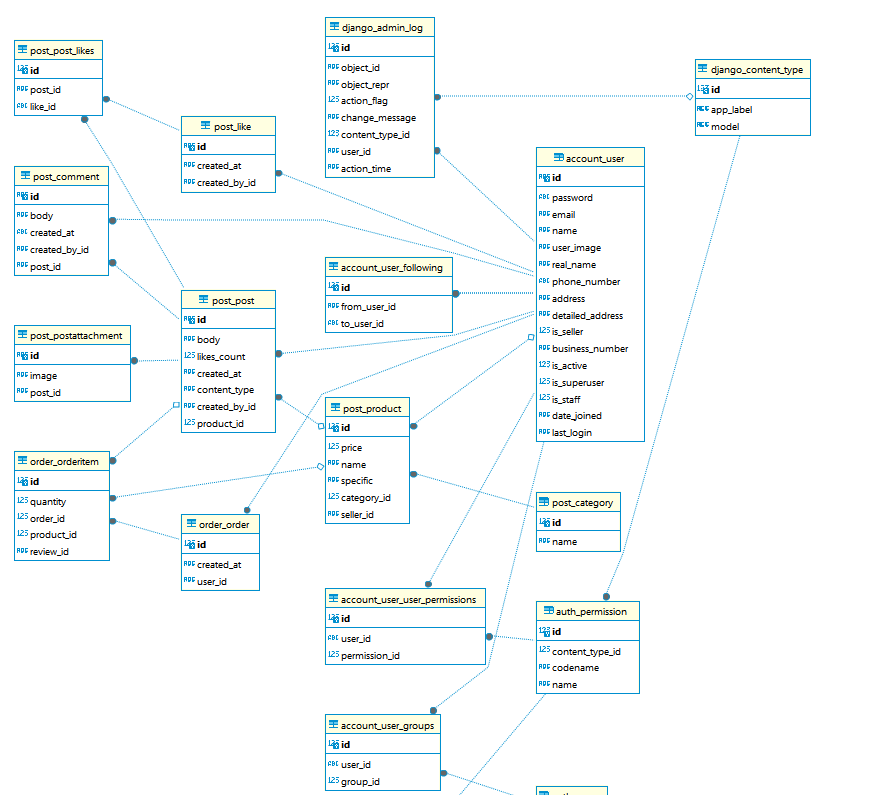 post_post_likes
id
post_id
like_id
django_admin_log
id
object_id
object_repr
action_flag
change_message
content_type_id
user_id
action_time
django_content_type
id
app_label
model
post_like
id
created_at
created_by_id
account_user
id
password
email
name
user_image
real_name
phone_number
address
detailed_address
is_seller
business_number
is_active
is_superuser
is_staff
date_joined
last_login
post_comment
id
body
created_at
created_by_id
post_id
account_user_following
id
from_user_id
to_user_id
post_post
id
body
likes_count
created_at
content_type
created_by_id
product_id
post_postattachment
id
image
post_id
post_product
id
price
name
specific
category_id
seller_id
order_orderitem
id
quantity
order_id
product_id
review_id
order_order
id
created_at
user_id
post_category
id
name
account_user_user_permissions
id
user_id
permission_id
auth_permission
id
content_type_id
codename
name
account_user_groups
id
user_id
group_id